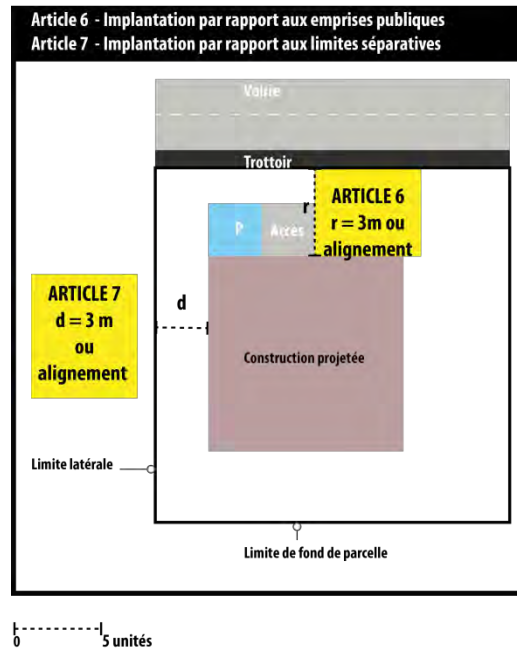 Article 6 - Implantation par rapport aux emprises publiques
Article 7 - Implantation par rapport aux limites séparatives
Voirie
Trottoir
ARTICLE 6
r = 3m ou
alignement
r
P
Accès
ARTICLE 7
d = 3 m
ou
alignement
d
Construction projetée
Limite latérale
Limite de fond de parcelle
0
5 unités